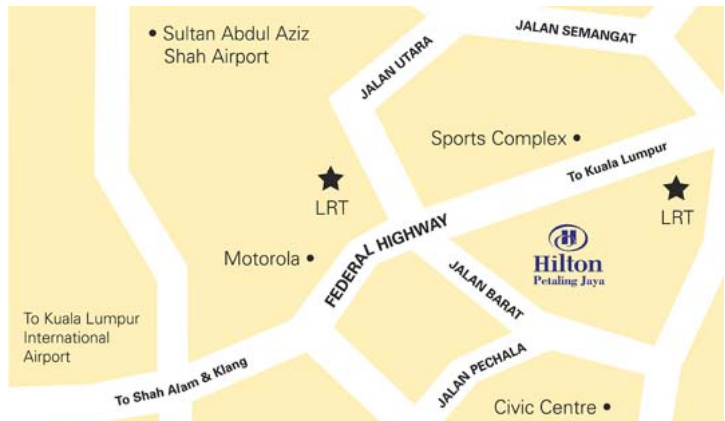 Sultan Abdul Aziz
Shah Airport
JALAN SEMANGAT
JALAN UTARA
Sports Complex
To Kuala Lumpur
LRT
LRT
FEDERAL HIGHWAY
Motorola
Hilton
Petaling Jaya
JALAN BARAT
To Kuala Lumpur
International
Airport
To Shah Alam & Klang
JALAN PECHALA
Civic Centre